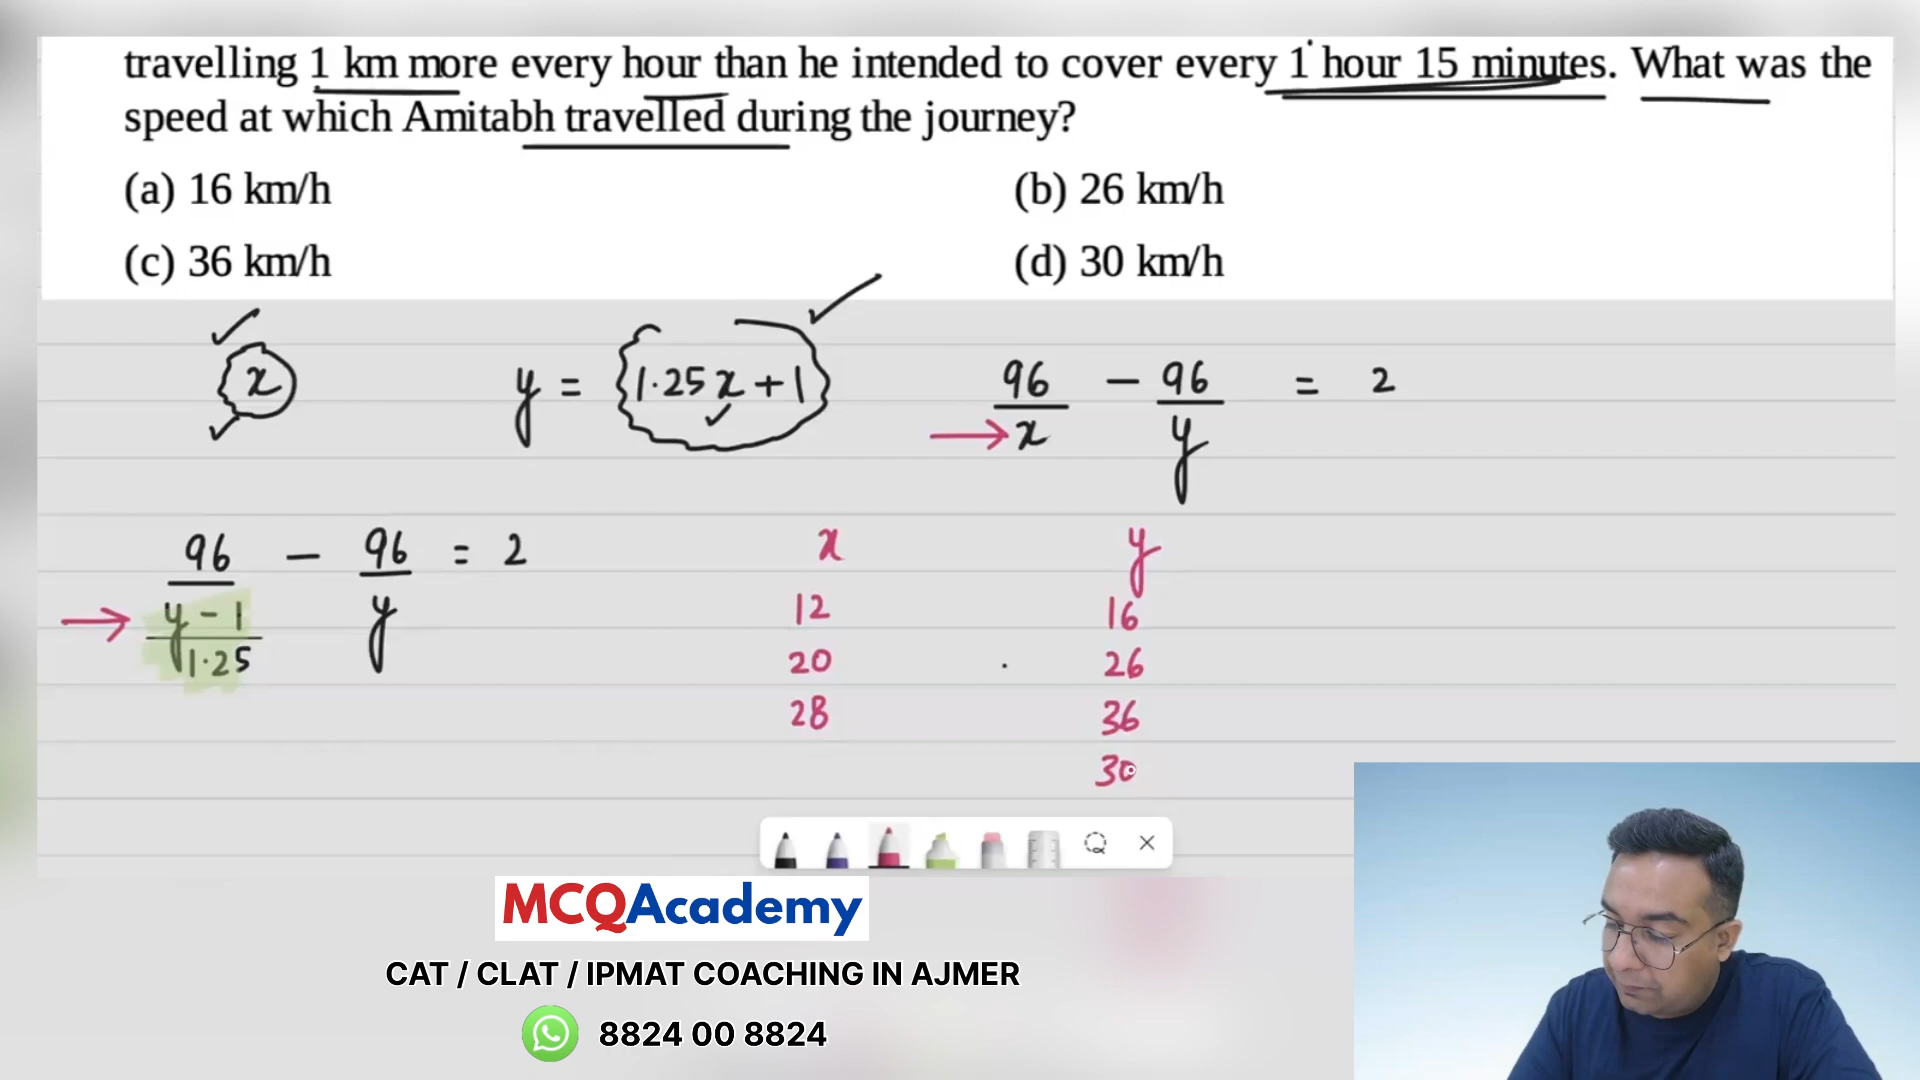 travelling 1 km more every hour than he intended to cover every 1 hour 15 minutes. What was the
speed at which Amitabh travelled during the journey?
(a) 16 km/h (b) 26 km/h
(c) 36 km/h (d) 30 km/h
x y = 1.25x+1 96/x - 96/y = 2
96/((y-1)/1.25) - 96/y = 2
x y
12 16
20 26
28 36
30
MCQAcademy
CAT / CLAT / IPMAT COACHING IN AJMER
8824 00 8824